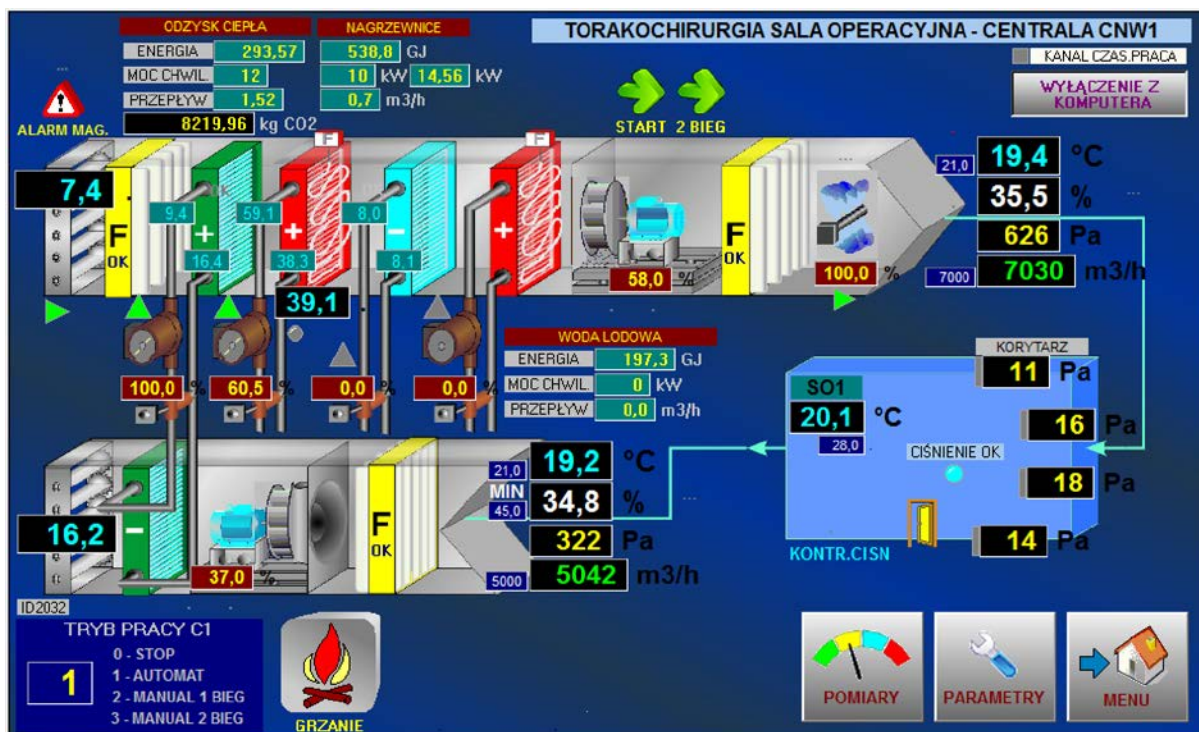 ODZYSK CIEPŁA
NAGRZEWNICE
TORAKOCHIRURGIA SALA OPERACYJNA - CENTRALA CNW1
ENERGIA 293,57
538,8 GJ
KANAŁ CZAS.PRACA
MOC CHWIL. 12
10 kW 14,56 kW
PRZEPŁYW 1,52
0,7 m3/h
WYŁĄCZENIE Z
KOMPUTERA
8219,96 kg CO2
ALARM MAG.
START 2 BIEG
F
F
7,4
21,0 19,4 °C
35,5 %
626 Pa
7000 7030 m3/h
OK
9,4
59,1
8,0
F
OK
+
+
-
+
16,4
38,3
8,1
F
OK
39,1
58,0 %
100,0 %
WODA LODOWA
ENERGIA 197,3 GJ
MOC CHWIL. 0 kW
PRZEPŁYW 0,0 m3/h
100,0 %
60,5 %
0,0 %
0,0 %
KORYTARZ
11 Pa
SO1
20,1 °C
28,0
16 Pa
CIŚNIENIE OK
18 Pa
14 Pa
KONTR.CISN
21,0 19,2 °C
MIN
45,0
34,8 %
322 Pa
5000 5042 m3/h
16,2
-
F
OK
37,0 %
ID2032
TRYB PRACY C1
1
0 - STOP
1 - AUTOMAT
2 - MANUAL 1 BIEG
3 - MANUAL 2 BIEG
GRZANIE
POMIARY
PARAMETRY
MENU